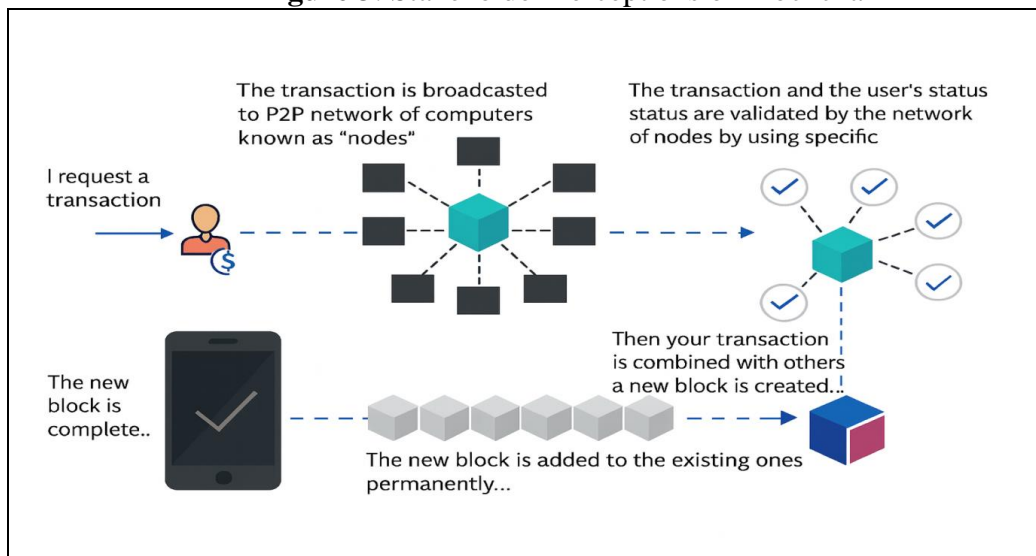 I request a
transaction
The transaction is broadcasted
to P2P network of computers
known as “nodes”
The transaction and the user's status
status are validated by the network
of nodes by using specific
$
Then your transaction
is combined with others
a new block is created...
The new block is added to the existing ones
permanently...
The new
block is
complete..